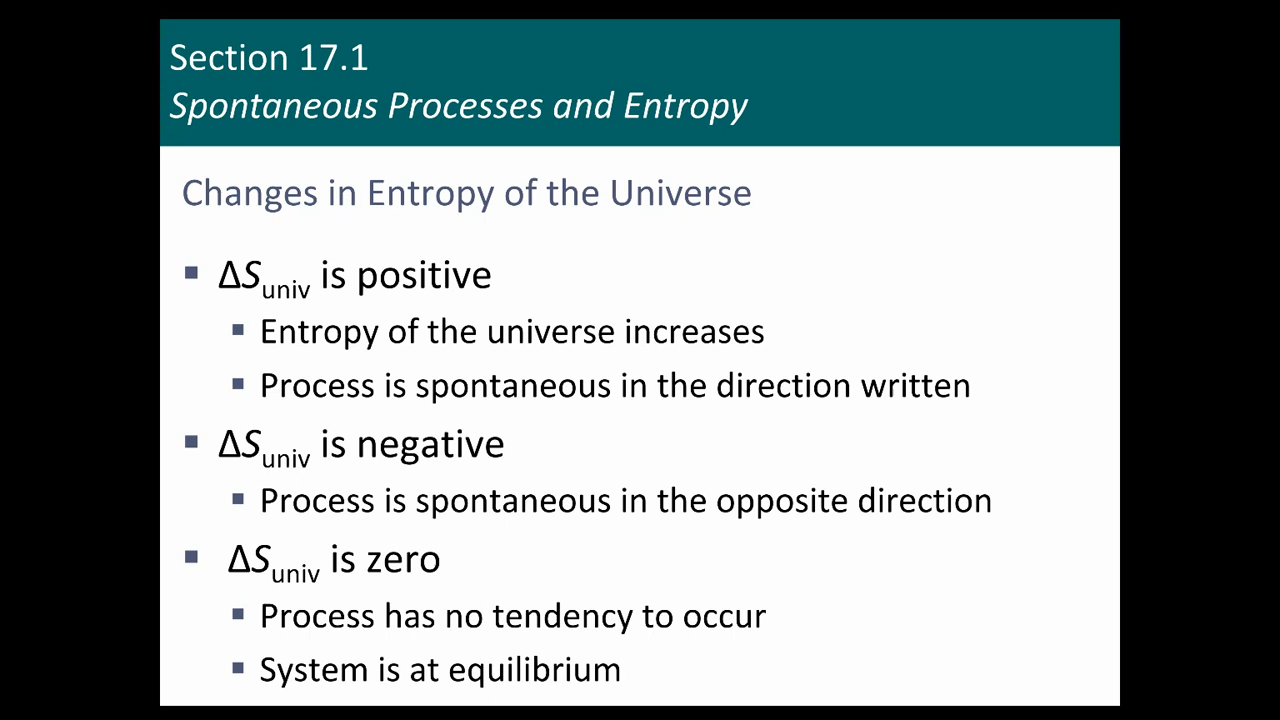 Section 17.1
Spontaneous Processes and Entropy
Changes in Entropy of the Universe
▪ ΔSuniv is positive
▪ Entropy of the universe increases
▪ Process is spontaneous in the direction written
▪ ΔSuniv is negative
▪ Process is spontaneous in the opposite direction
▪ ΔSuniv is zero
▪ Process has no tendency to occur
▪ System is at equilibrium